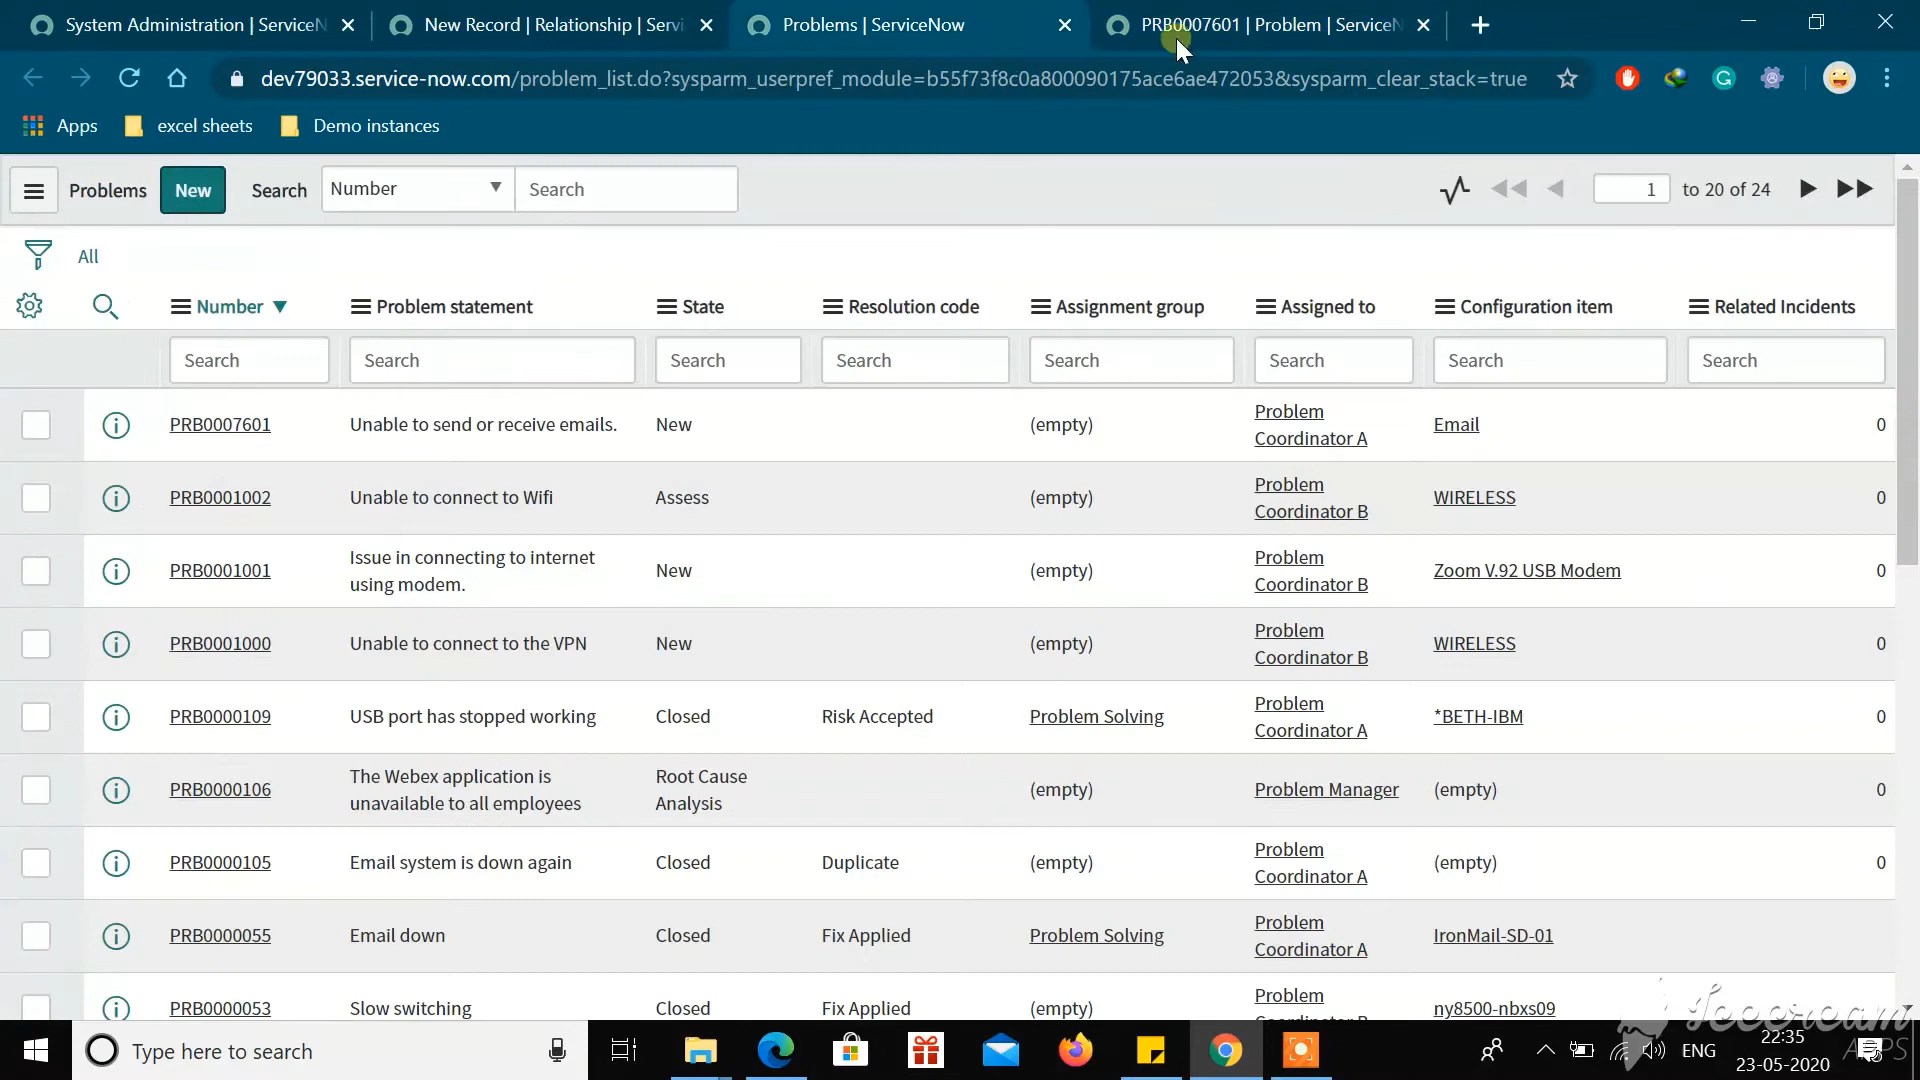 System Administration | ServiceN
New Record | Relationship | Servi
Problems | ServiceNow
PRB0007601 | Problem | ServiceN
dev79033.service-now.com/problem_list.do?sysparm_userpref_module=b55f73f8c0a800090175ace6ae472053&sysparm_clear_stack=true
Apps excel sheets Demo instances
Problems New Search Number Search 1 to 20 of 24
All
Number Problem statement State Resolution code Assignment group Assigned to Configuration item Related Incidents
Search Search Search Search Search Search Search Search
PRB0007601 Unable to send or receive emails. New (empty) Problem Coordinator A Email 0
PRB0001002 Unable to connect to Wifi Assess (empty) Problem Coordinator B WIRELESS 0
PRB0001001 Issue in connecting to internet using modem. New (empty) Problem Coordinator B Zoom V.92 USB Modem 0
PRB0001000 Unable to connect to the VPN New (empty) Problem Coordinator B WIRELESS 0
PRB0000109 USB port has stopped working Closed Risk Accepted Problem Solving Problem Coordinator A *BETH-IBM 0
PRB0000106 The Webex application is unavailable to all employees Root Cause Analysis (empty) Problem Manager (empty) 0
PRB0000105 Email system is down again Closed Duplicate (empty) Problem Coordinator A (empty) 0
PRB0000055 Email down Closed Fix Applied Problem Solving Problem Coordinator A IronMail-SD-01
PRB0000053 Slow switching Closed Fix Applied (empty) Problem ny8500-nbxs09
Icecream
APPS
Type here to search
ENG
22:35
23-05-2020